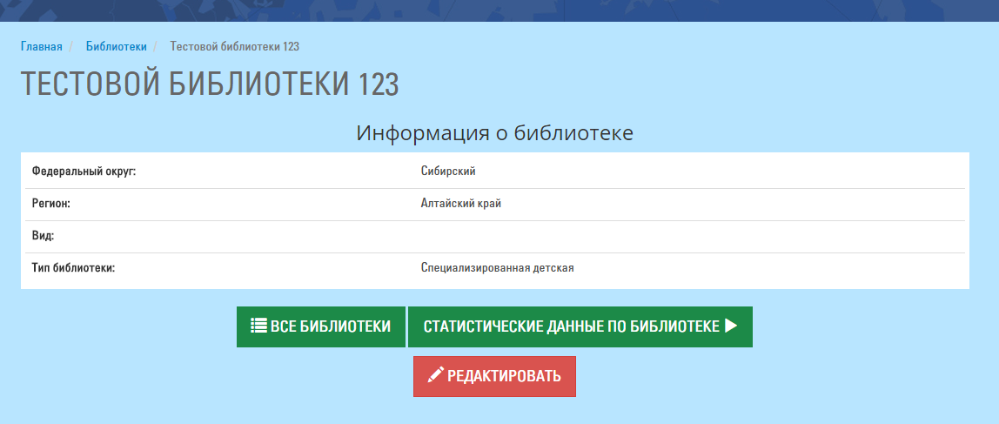 Главная / Библиотеки / Тестовой библиотеки 123
ТЕСТОВОЙ БИБЛИОТЕКИ 123
Информация о библиотеке
Федеральный округ: Сибирский
Регион: Алтайский край
Вид:
Тип библиотеки: Специализированная детская
ВСЕ БИБЛИОТЕКИ СТАТИСТИЧЕСКИЕ ДАННЫЕ ПО БИБЛИОТЕКЕ
РЕДАКТИРОВАТЬ